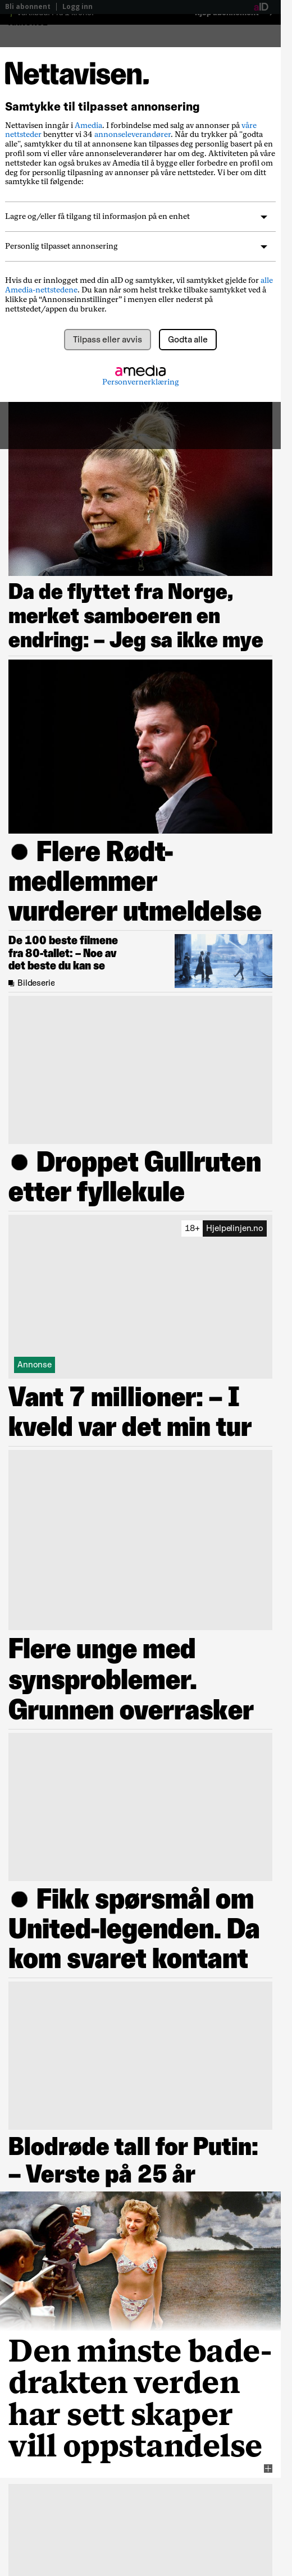 Bli abonnent
Logg inn
aID
Nettavisen.
Samtykke til tilpasset annonsering
Nettavisen inngår i Amedia. I forbindelse med salg av annonser på våre
nettsteder benytter vi 34 annonseleverandører. Når du trykker på "godta
alle", samtykker du til at annonsene kan tilpasses deg personlig basert på en
profil som vi eller våre annonseleverandører har om deg. Aktiviteten på våre
nettsteder kan også brukes av Amedia til å bygge eller forbedre en profil om
deg for personlig tilpasning av annonser på våre nettsteder. Vi ber om ditt
samtykke til følgende:
Lagre og/eller få tilgang til informasjon på en enhet
Personlig tilpasset annonsering
Hvis du er innlogget med din aID og samtykker, vil samtykket gjelde for alle
Amedia-nettstedene. Du kan når som helst trekke tilbake samtykket ved å
klikke på "Annonseinnstillinger" i menyen eller nederst på
nettstedet/appen du bruker.
Tilpass eller avvis
Godta alle
amedia
Personvernerklæring
Da de flyttet fra Norge,
merket samboeren en
endring: – Jeg sa ikke mye
Flere Rødt-
medlemmer
vurderer utmeldelse
De 100 beste filmene
fra 80-tallet: – Noe av
det beste du kan se
Bildeserie
Droppet Gullruten
etter fyllekule
18+ Hjelpelinjen.no
Annonse
Vant 7 millioner: – I
kveld var det min tur
Flere unge med
synsproblemer.
Grunnen overrasker
Fikk spørsmål om
United-legenden. Da
kom svaret kontant
Blodrøde tall for Putin:
– Verste på 25 år
Den minste bade-
drakten verden
har sett skaper
vill oppstandelse